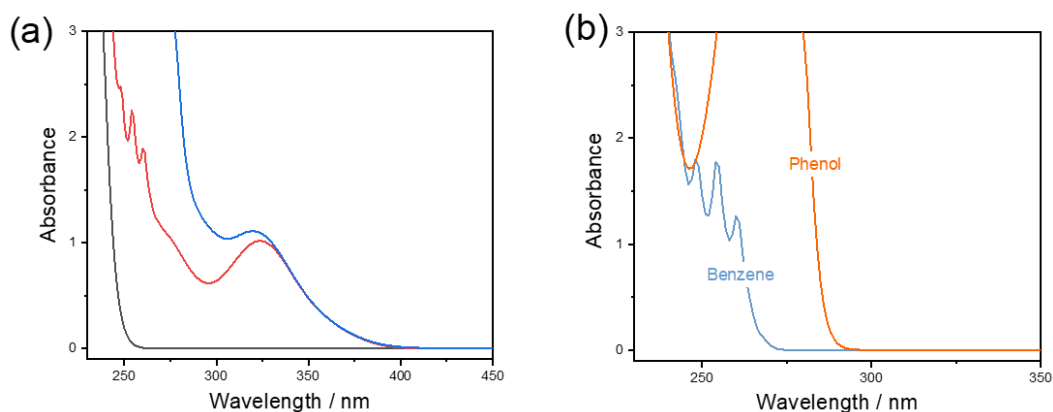 (a)
3
2
1
0
Absorbance
250
300
350
400
450
Wavelength / nm
(b)
3
2
1
0
Absorbance
Phenol
Benzene
250
300
350
Wavelength / nm